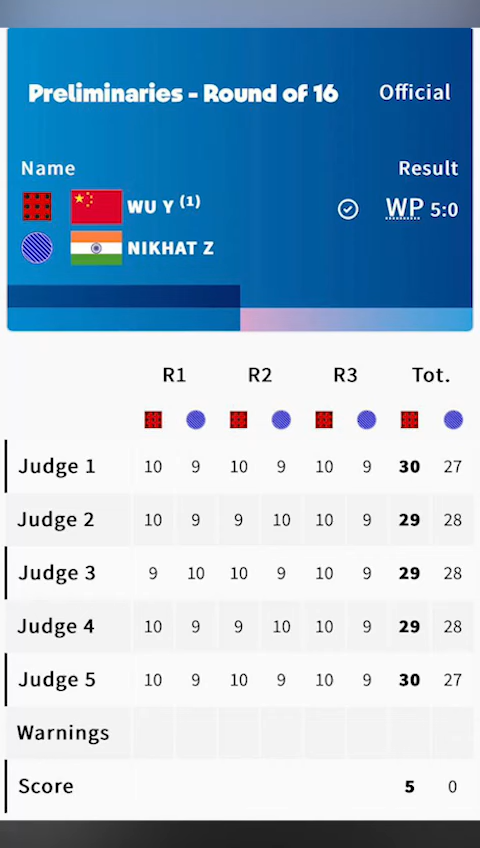 Preliminaries - Round of 16 Official
Name Result
WU Y (1) WP 5:0
NIKHAT Z
R1 R2 R3 Tot.
Judge 1 10 9 10 9 10 9 30 27
Judge 2 10 9 9 10 10 9 29 28
Judge 3 9 10 10 9 10 9 29 28
Judge 4 10 9 9 10 10 9 29 28
Judge 5 10 9 10 9 10 9 30 27
Warnings
Score 5 0